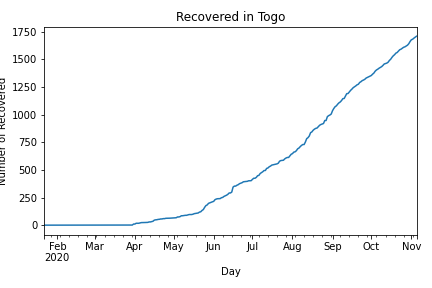 Recovered in Togo
1750
1500
1250
1000
750
500
250
0
Number of Recovered
Feb Mar Apr May Jun Jul Aug Sep Oct Nov
2020
Day